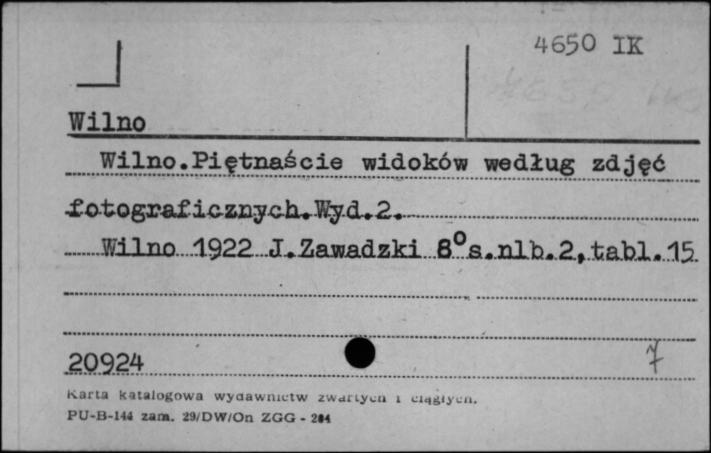 4650 IK
Wilno
Wilno.Piętnaście widoków według zdjęć
fotograficznych.Wyd.2.
Wilno 1922 J.Zawadzki 8°s.nlb.2,tabl.15
20924
7
Karta katalogowa wydawnictw zwartych i ciągłych.
PU-B-144 zam. 29/DW/On ZGG - 284